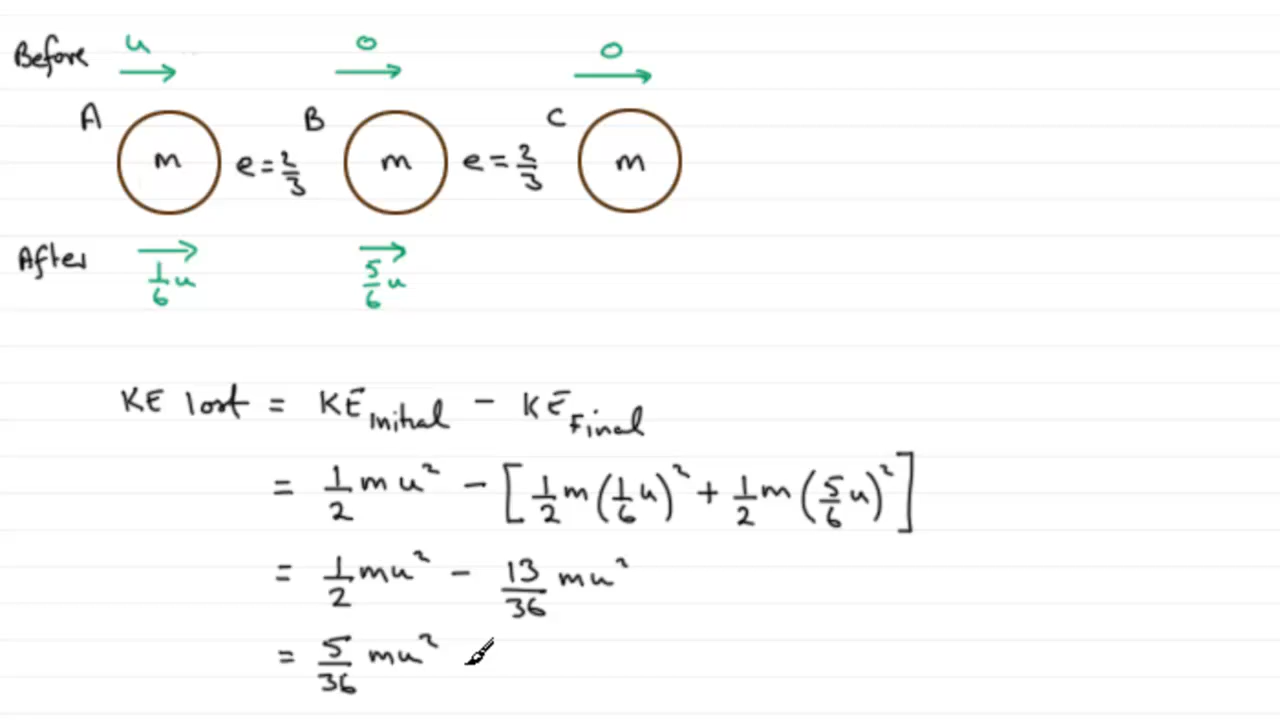 Before u 0 0
A m e = 2/3 B m e = 2/3 C m
After 1/6 u 5/6 u
KE lost = KE Initial - KE Final
= 1/2 m u² - [ 1/2 m (1/6 u)² + 1/2 m (5/6 u)² ]
= 1/2 mu² - 13/36 mu²
= 5/36 mu²